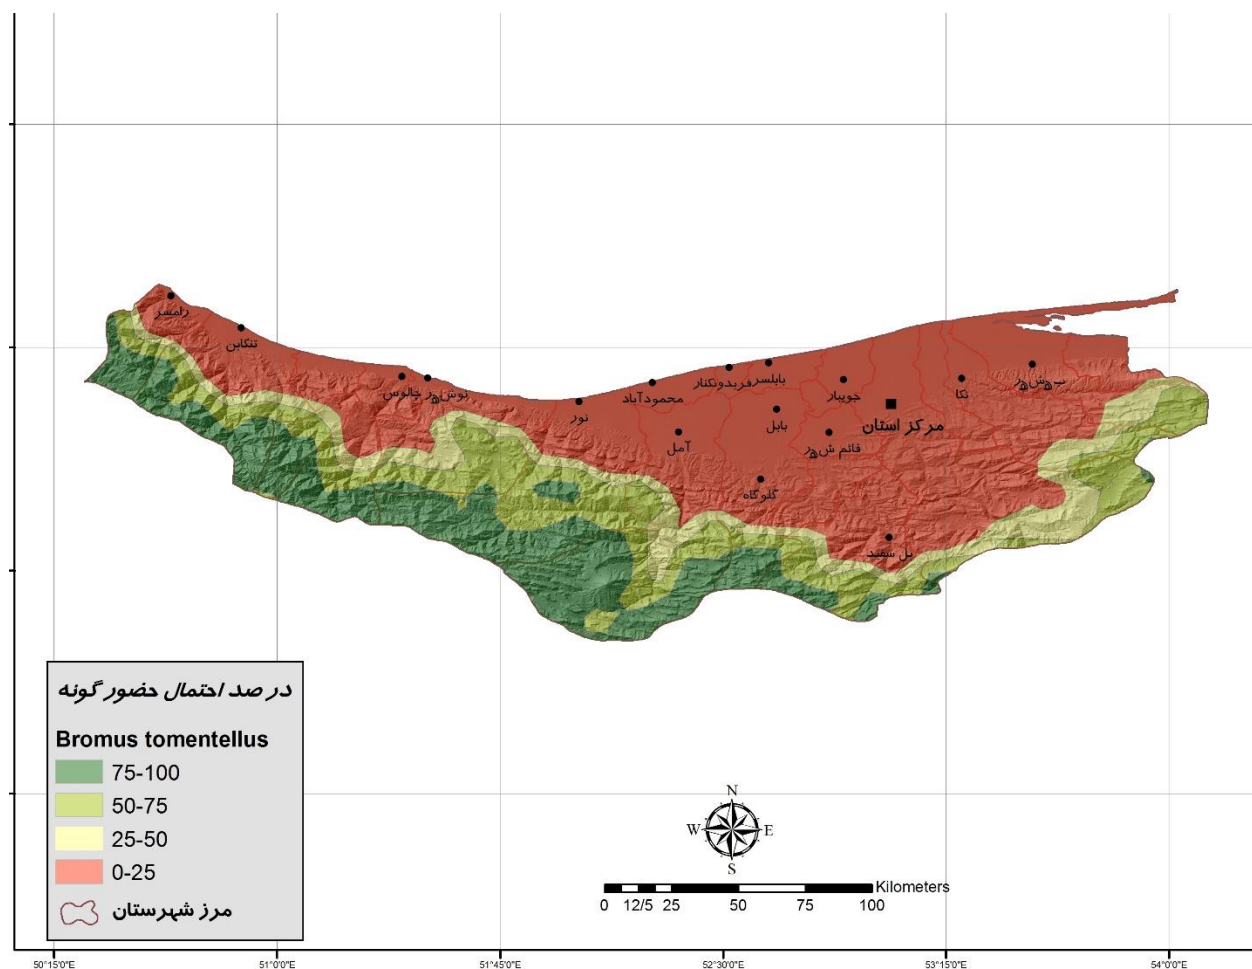 رامسر
تنکابن
چالوس
نوش۵ر
نور
محمودآباد
فریدونکنار
بابلسر
جویبار
نکا
ب۵ش۵ر
آمل
بابل
مرکز استان
قائم ش۵ر
گلوگاه
پل سفید
در صد احتمال حضور گونه
Bromus tomentellus
75-100
50-75
25-50
0-25
مرز شهرستان
N
W E
S
Kilometers
0 12/5 25 50 75 100
50°15'0"E 51°0'0"E 51°45'0"E 52°30'0"E 53°15'0"E 54°0'0"E